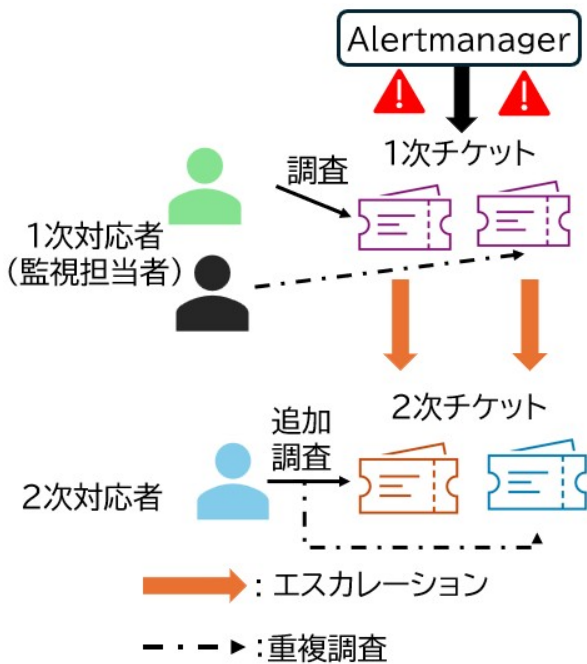 Alertmanager
1次チケット
調査
1次対応者
（監視担当者）
2次チケット
追加
調査
2次対応者
：エスカレーション
：重複調査